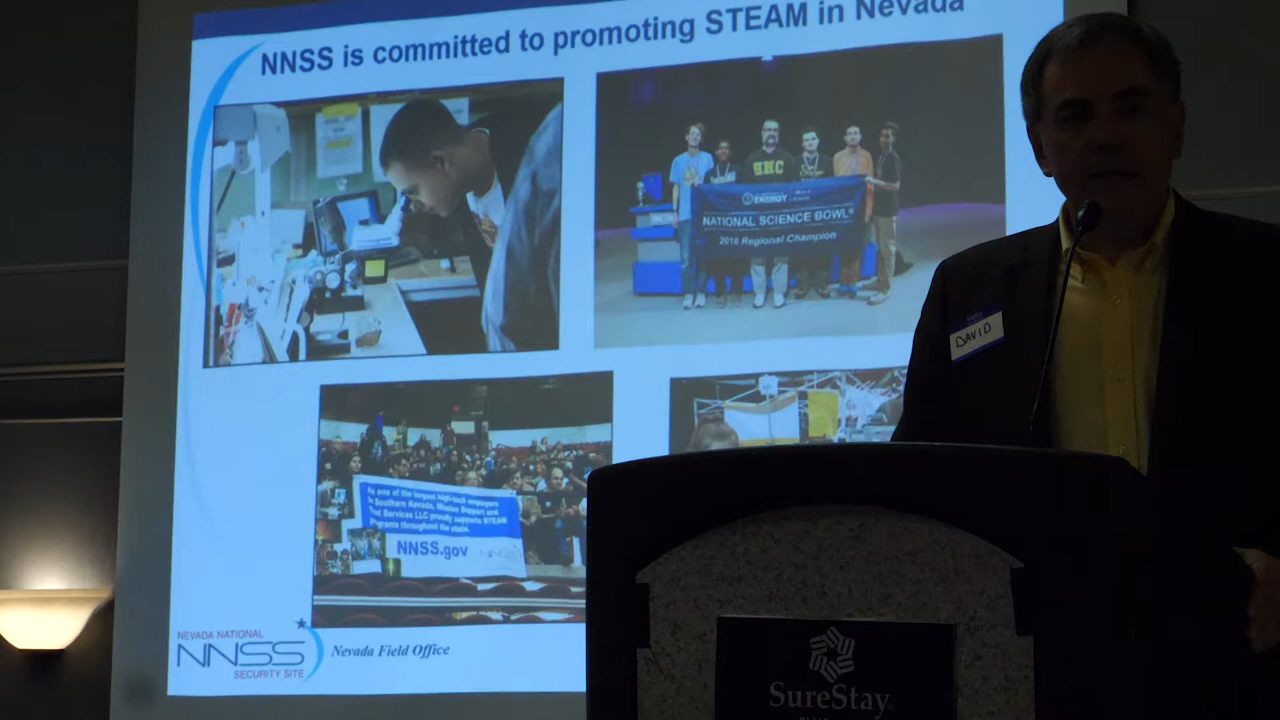 NNSS is committed to promoting STEAM in Nevada
ENERGY
NATIONAL SCIENCE BOWL
2018 Regional Champion
As one of the largest high-tech employers
in Southern Nevada, Mission Support and
Test Services LLC proudly supports STEAM
Programs throughout the state.
NNSS.gov
NEVADA NATIONAL
NNSS
SECURITY SITE
Nevada Field Office
DAVID
SureStay